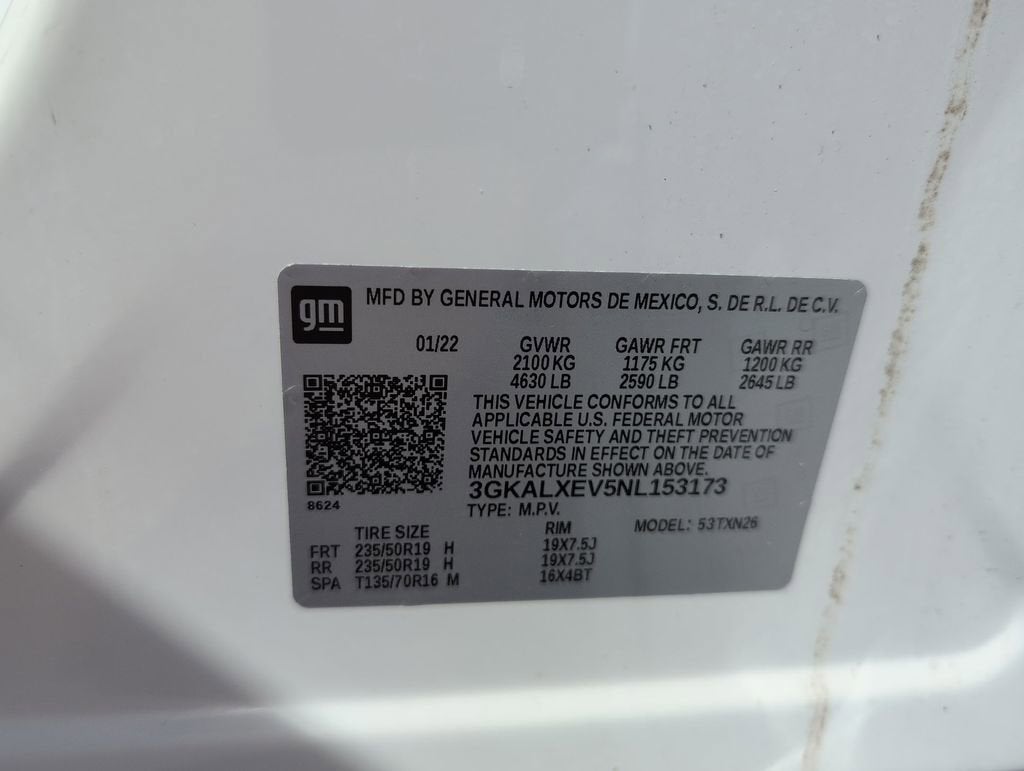 gm
MFD BY GENERAL MOTORS DE MEXICO, S. DE R.L. DE C.V.
01/22 GVWR GAWR FRT GAWR RR
2100 KG 1175 KG 1200 KG
4630 LB 2590 LB 2645 LB
THIS VEHICLE CONFORMS TO ALL
APPLICABLE U.S. FEDERAL MOTOR
VEHICLE SAFETY AND THEFT PREVENTION
STANDARDS IN EFFECT ON THE DATE OF
MANUFACTURE SHOWN ABOVE.
3GKALXEV5NL153173
8624
TYPE: M.P.V.
MODEL: 53TXN26
TIRE SIZE RIM
FRT 235/50R19 H 19X7.5J
RR 235/50R19 H 19X7.5J
SPA T135/70R16 M 16X4BT